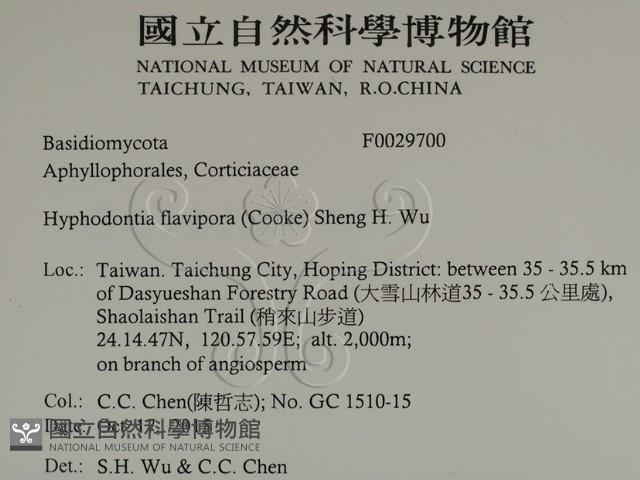 國立自然科學博物館
NATIONAL MUSEUM OF NATURAL SCIENCE
TAICHUNG, TAIWAN, R.O.CHINA
Basidiomycota F0029700
Aphyllophorales, Corticiaceae
Hyphodontia flavipora (Cooke) Sheng H. Wu
Loc.: Taiwan. Taichung City, Hoping District: between 35 - 35.5 km
of Dasyueshan Forestry Road (大雪山林道35 - 35.5 公里處),
Shaolaishan Trail (稍來山步道)
24.14.47N, 120.57.59E; alt. 2,000m;
on branch of angiosperm
Col.: C.C. Chen(陳哲志); No. GC 1510-15
Date: Oct. 17, 2015
國立自然科學博物館
NATIONAL MUSEUM OF NATURAL SCIENCE
Det.: S.H. Wu & C.C. Chen